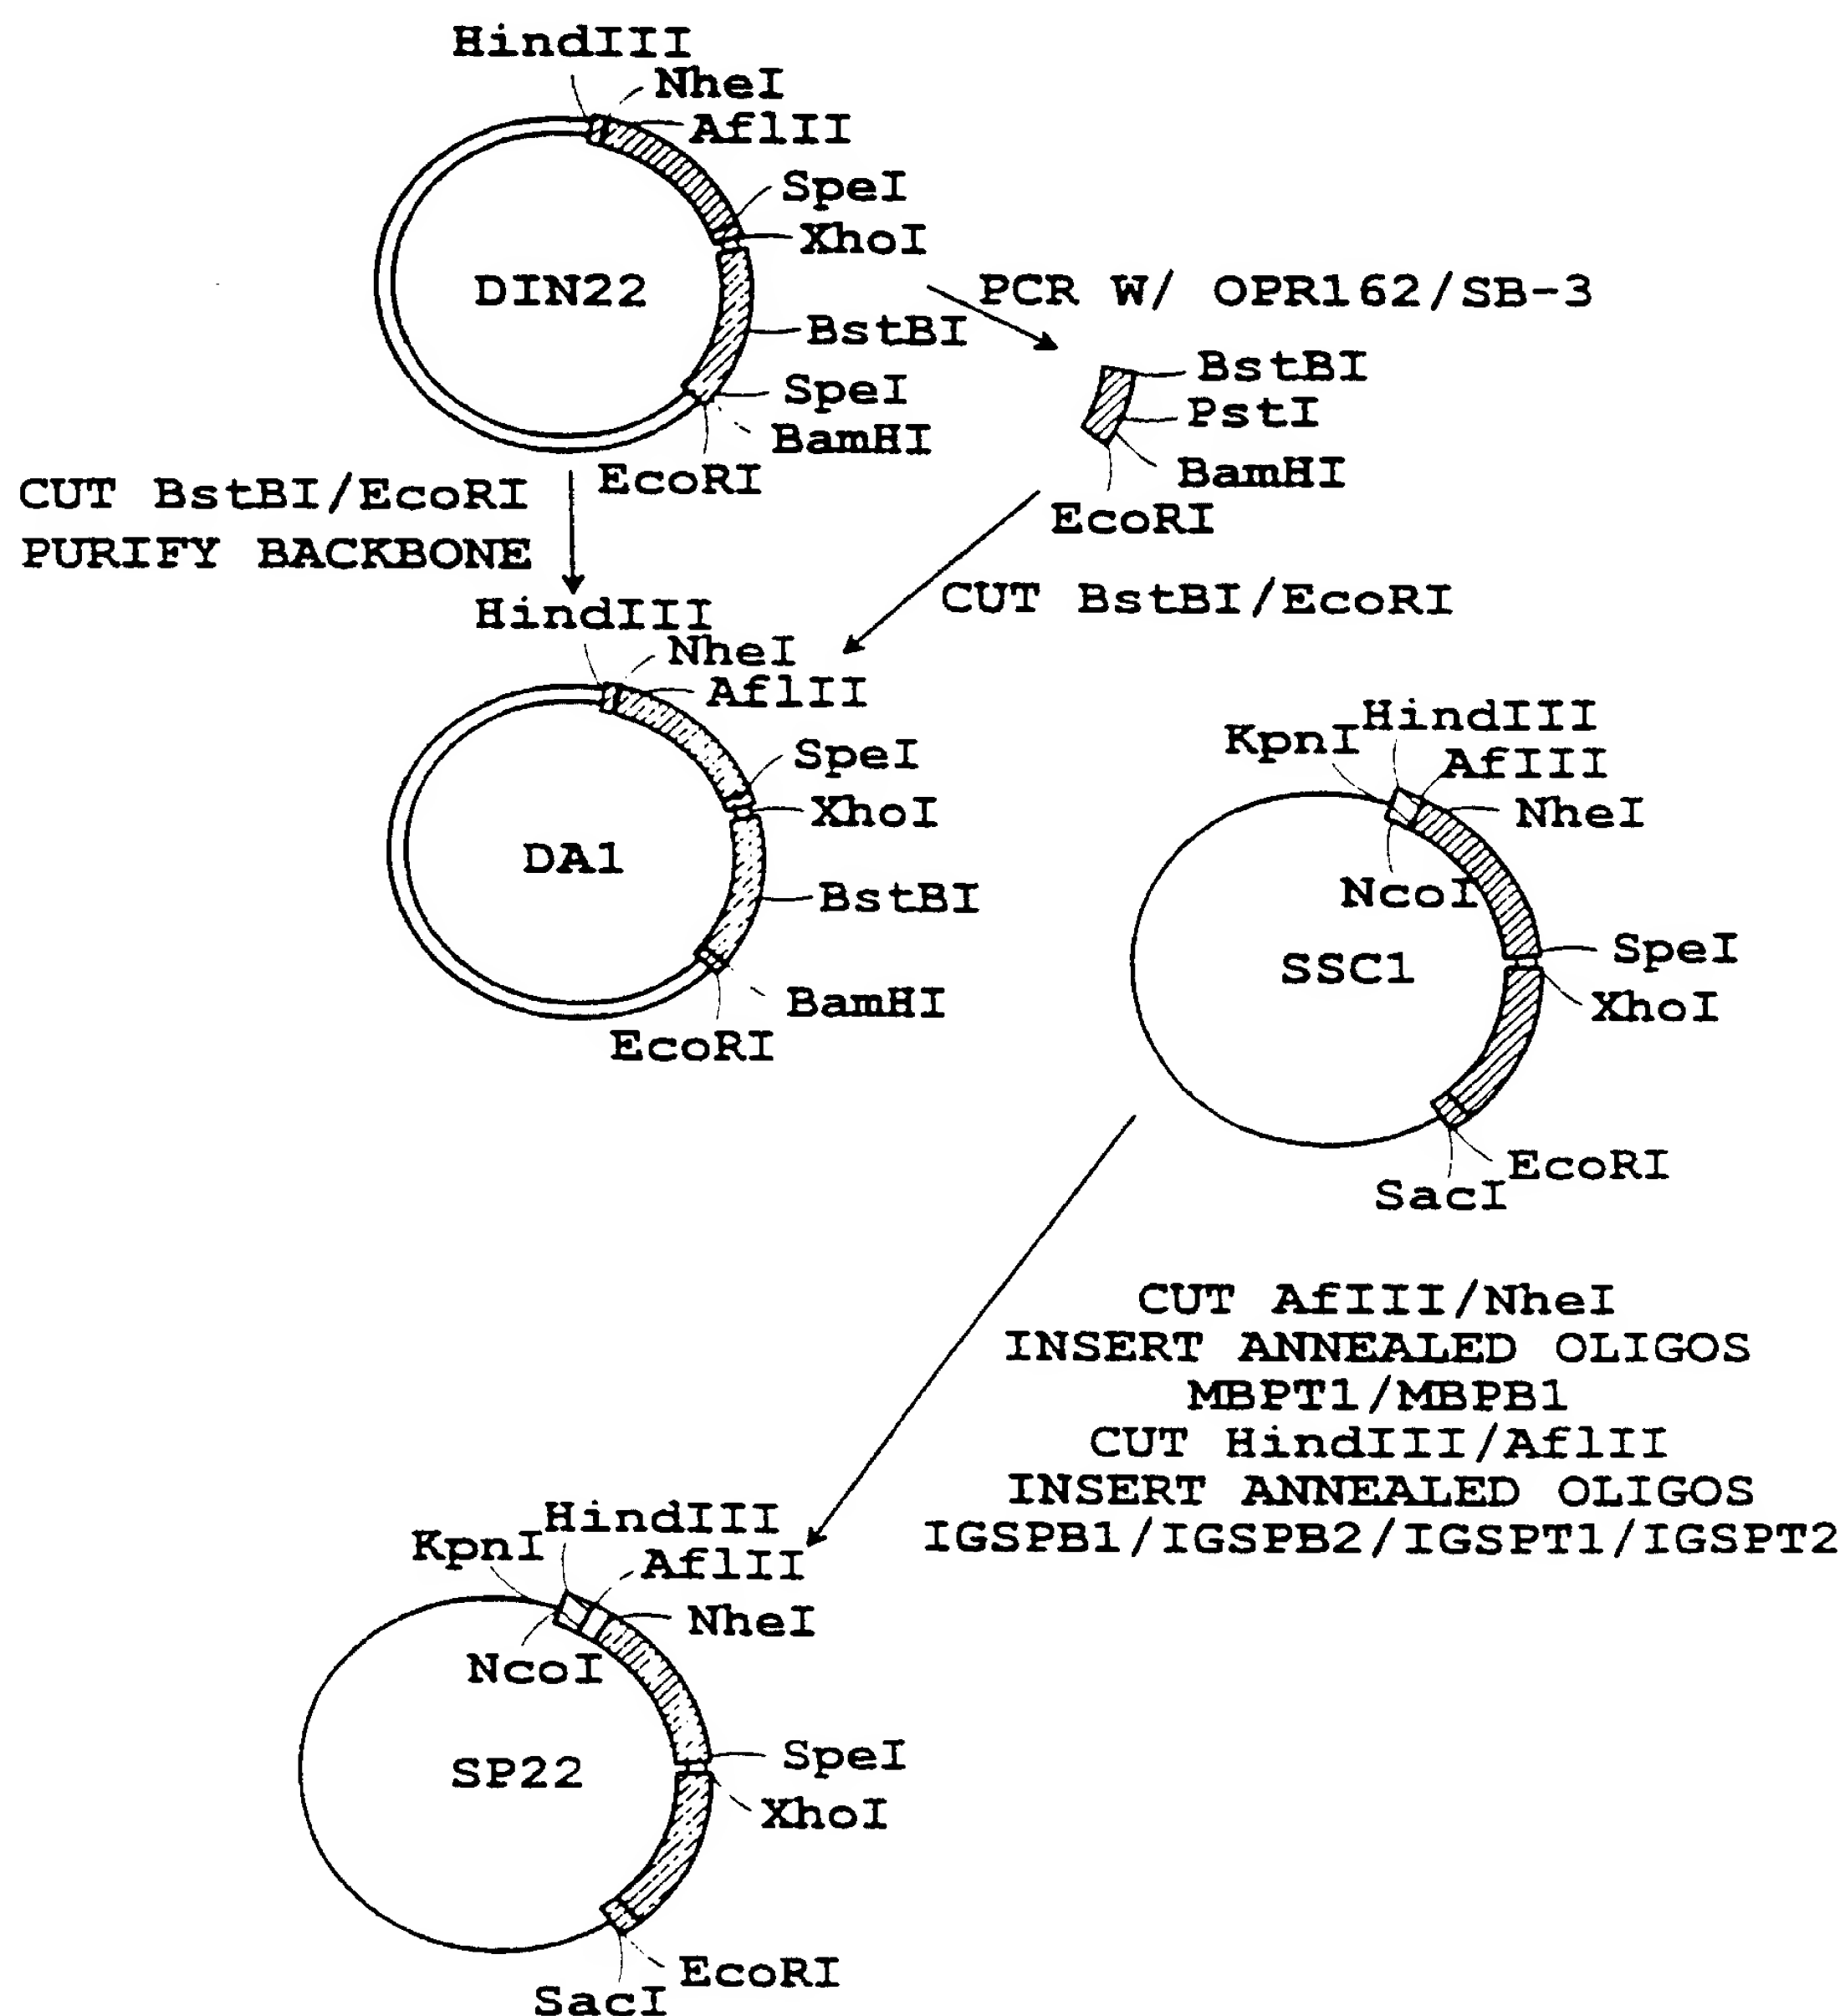 HindIII
NheI
AflII
SpeI
XhoI
DIN22
PCR W/ OPR162/SB-3
BstBI
SpeI
BamHI
EcoRI
BstBI
PstI
BamHI
EcoRI
CUT BstBI/EcoRI
PURIFY BACKBONE
CUT BstBI/EcoRI
HindIII
NheI
AflII
SpeI
XhoI
DA1
BstBI
BamHI
EcoRI
HindIII
KpnI
AfIII
NheI
NcoI
SpeI
SSC1
XhoI
EcoRI
SacI
CUT AfIII/NheI
INSERT ANNEALED OLIGOS
MBPT1/MBPB1
CUT HindIII/AflII
INSERT ANNEALED OLIGOS
IGSPB1/IGSPB2/IGSPT1/IGSPT2
HindIII
KpnI
AflII
NheI
NcoI
SpeI
SP22
XhoI
EcoRI
SacI